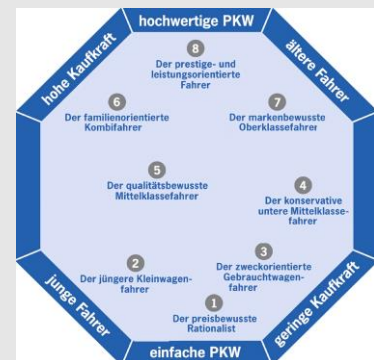 hochwertige PKW
hohe Kaufkraft
ältere Fahrer
8
Der prestige- und
leistungsorientierte
Fahrer
6
Der familienorientierte
Kombifahrer
7
Der markenbewusste
Oberklassefahrer
5
Der qualitätsbewusste
Mittelklassefahrer
4
Der konservative
untere Mittelklasse-
fahrer
2
Der jüngere Kleinwagen-
fahrer
3
Der zweckorientierte
Gebrauchtwagen-
fahrer
1
Der preisbewusste
Rationalist
junge Fahrer
geringe Kaufkraft
einfache PKW